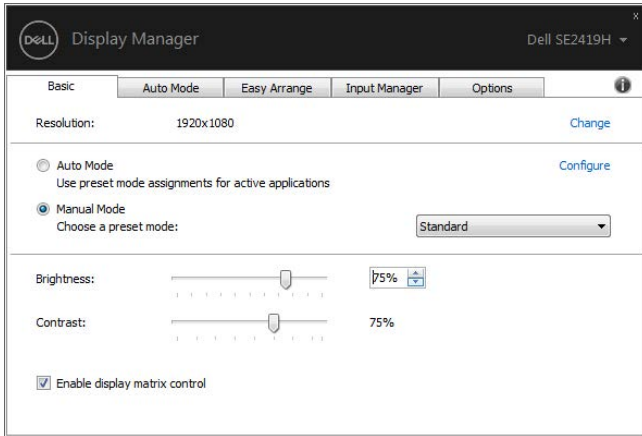 x
DELL Display Manager Dell SE2419H
Basic Auto Mode Easy Arrange Input Manager Options i
Resolution: 1920x1080 Change
Auto Mode Configure
Use preset mode assignments for active applications
Manual Mode
Choose a preset mode: Standard
Brightness: 75%
Contrast: 75%
Enable display matrix control